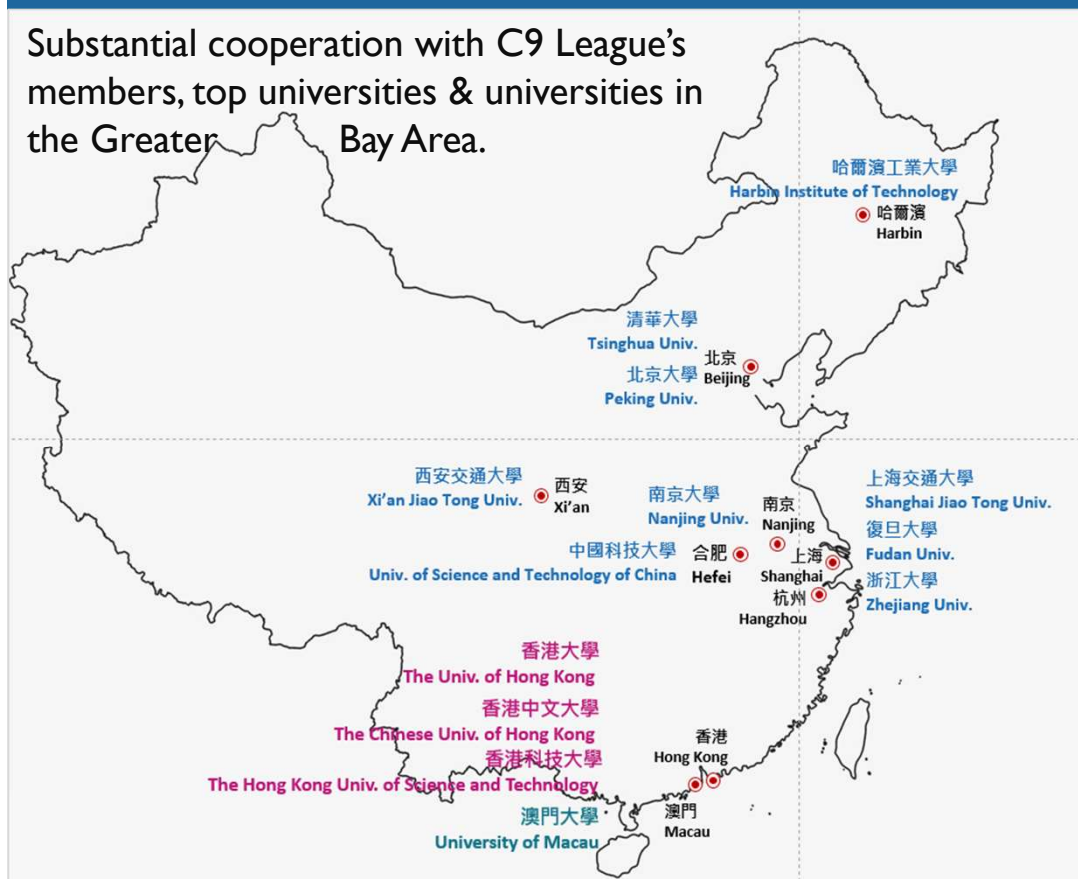 Substantial cooperation with C9 League's
members, top universities & universities in
the Greater Bay Area.
哈爾濱工業大學
Harbin Institute of Technology
哈爾濱
Harbin
清華大學
Tsinghua Univ.
北京大學
Peking Univ.
北京
Beijing
西安交通大學
Xi'an Jiao Tong Univ.
西安
Xi'an
南京大學
Nanjing Univ.
南京
Nanjing
上海交通大學
Shanghai Jiao Tong Univ.
復旦大學
Fudan Univ.
浙江大學
Zhejiang Univ.
中國科技大學
Univ. of Science and Technology of China
合肥
Hefei
上海
Shanghai
杭州
Hangzhou
香港大學
The Univ. of Hong Kong
香港中文大學
The Chinese Univ. of Hong Kong
香港科技大學
The Hong Kong Univ. of Science and Technology
澳門大學
University of Macau
香港
Hong Kong
澳門
Macau